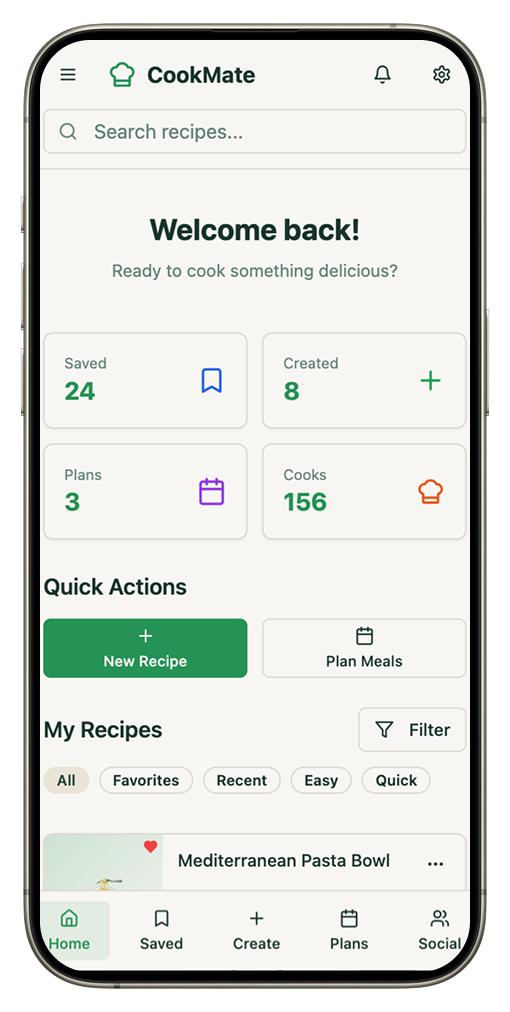 CookMate
Search recipes...
Welcome back!
Ready to cook something delicious?
Saved
24
Created
8
Plans
3
Cooks
156
Quick Actions
New Recipe
Plan Meals
My Recipes
Filter
All
Favorites
Recent
Easy
Quick
Mediterranean Pasta Bowl
Home
Saved
Create
Plans
Social